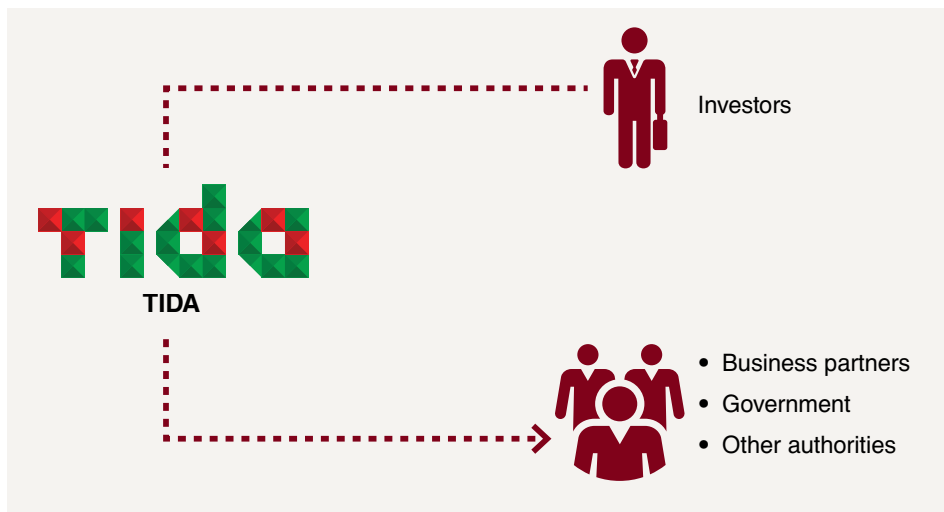 Investors
Tida
TIDA
• Business partners
• Government
• Other authorities